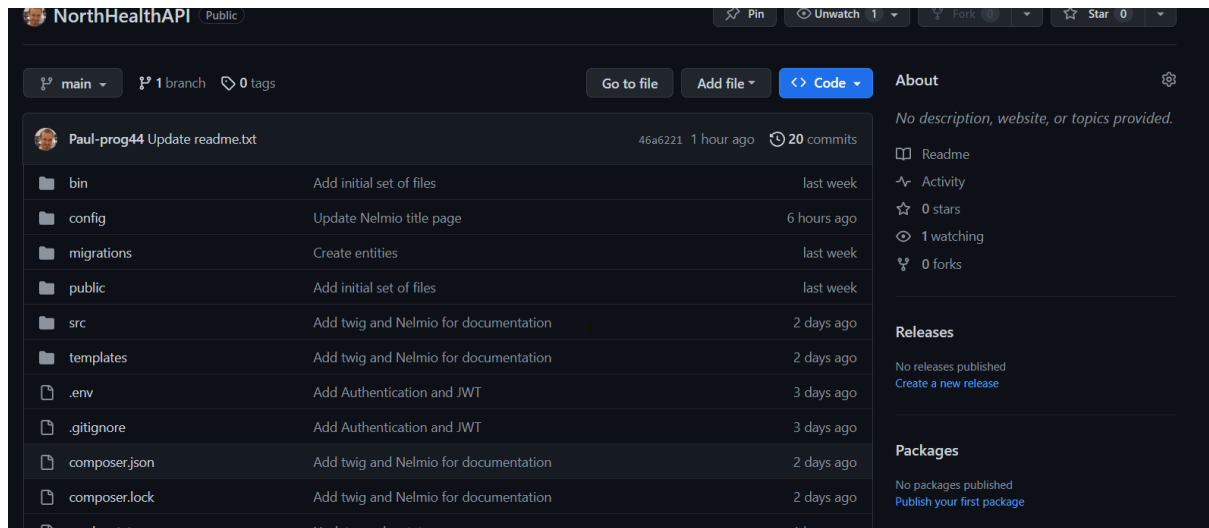 NorthHealthAPI Public
Pin Unwatch 1 Fork 0 Star 0
main 1 branch 0 tags Go to file Add file <> Code
Paul-prog44 Update readme.txt 46a6221 1 hour ago 20 commits
bin Add initial set of files last week
config Update Nelmio title page 6 hours ago
migrations Create entities last week
public Add initial set of files last week
src Add twig and Nelmio for documentation 2 days ago
templates Add twig and Nelmio for documentation 2 days ago
.env Add Authentication and JWT 3 days ago
.gitignore Add Authentication and JWT 3 days ago
composer.json Add twig and Nelmio for documentation 2 days ago
composer.lock Add twig and Nelmio for documentation 2 days ago
About
No description, website, or topics provided.
Readme
Activity
0 stars
1 watching
0 forks
Releases
No releases published
Create a new release
Packages
No packages published
Publish your first package